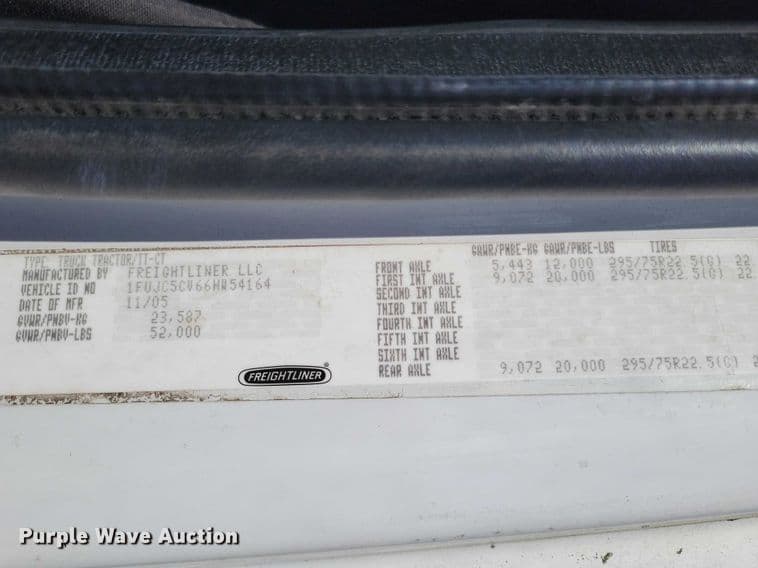 TYPE: TRUCK TRACTOR/TT-CT
MANUFACTURED BY FREIGHTLINER LLC
VEHICLE ID NO 1FUJC5CV66HW54164
DATE OF MFR 11/05
GVWR/PNBV-KG 23,587
GVWR/PNBV-LBS 52,000
FREIGHTLINER
GAWR/PNBE-KG GAWR/PNBE-LBS TIRES
FRONT AXLE 5,443 12,000 295/75R22.5(G) 22
FIRST INT AXLE 9,072 20,000 295/75R22.5(G) 22
SECOND INT AXLE
THIRD INT AXLE
FOURTH INT AXLE
FIFTH INT AXLE
SIXTH INT AXLE
REAR AXLE 9,072 20,000 295/75R22.5(G) 2
Purple Wave Auction